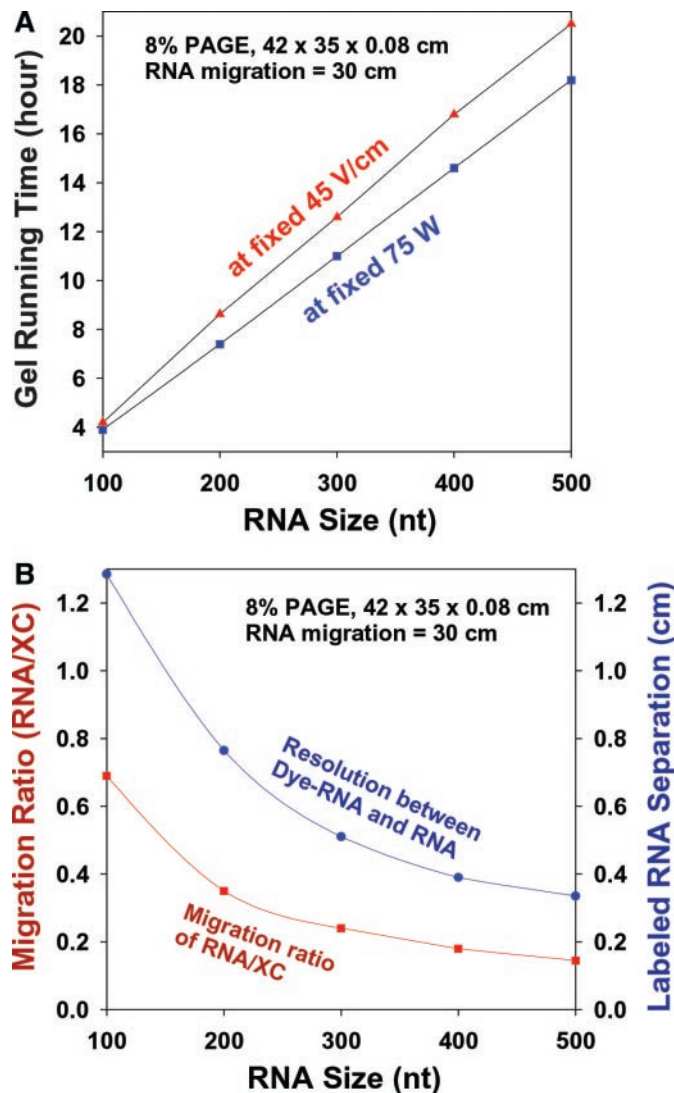 A
8% PAGE, 42 x 35 x 0.08 cm
RNA migration = 30 cm
Gel Running Time (hour)
20
18
16
14
12
10
8
6
4
at fixed 45 V/cm
at fixed 75 W
100 200 300 400 500
RNA Size (nt)
B
8% PAGE, 42 x 35 x 0.08 cm
RNA migration = 30 cm
Migration Ratio (RNA/XC)
1.2
1.0
0.8
0.6
0.4
0.2
0.0
Resolution between
Dye-RNA and RNA
Migration ratio
of RNA/XC
1.2
1.0
0.8
0.6
0.4
0.2
0.0
Labeled RNA Separation (cm)
100 200 300 400 500
RNA Size (nt)